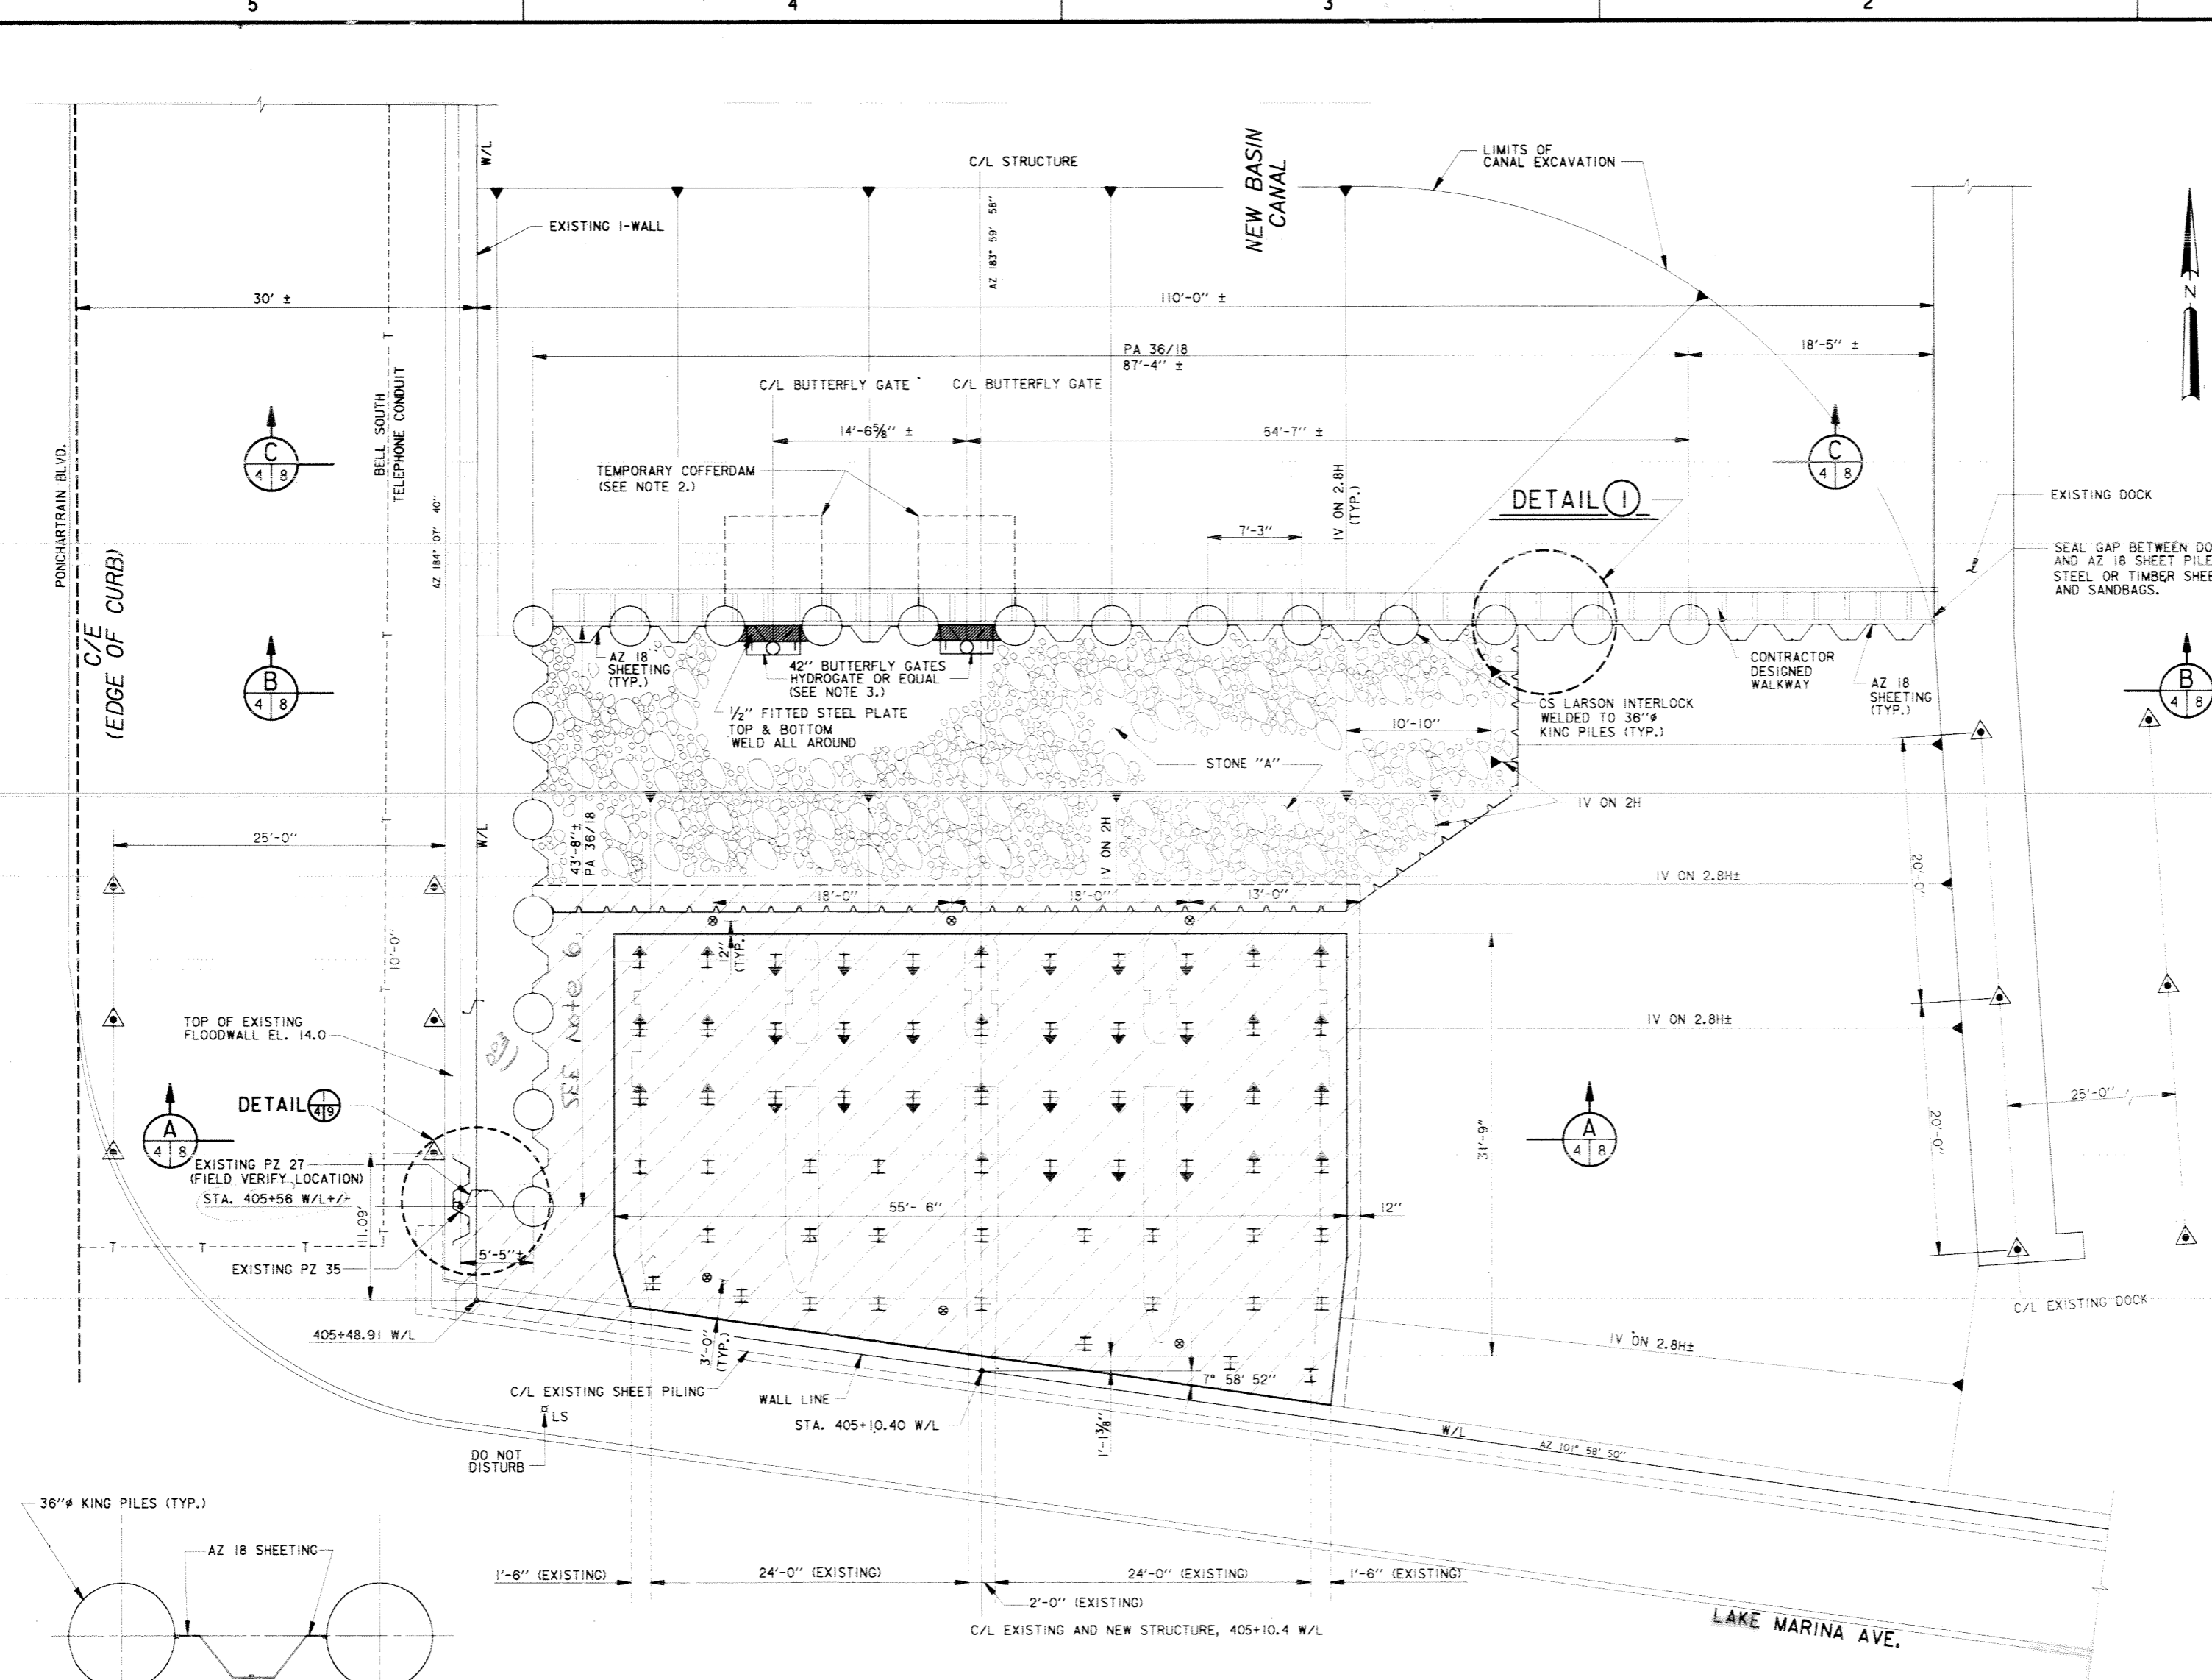 5
4
3
2
W/L
C/L STRUCTURE
AZ 183° 59' 58"
NEW BASIN
CANAL
LIMITS OF
CANAL EXCAVATION
EXISTING I-WALL
N
30' ±
110'-0" ±
PA 36/18
87'-4" ±
18'-5" ±
C/L BUTTERFLY GATE
C/L BUTTERFLY GATE
14'-6⅝" ±
54'-7" ±
BELL SOUTH
TELEPHONE CONDUIT
PONCHARTRAIN BLVD.
C/E
(EDGE OF CURB)
AZ 184° 07' 40"
C
4 8
C
4 8
TEMPORARY COFFERDAM
(SEE NOTE 2.)
1V ON 2.8H
(TYP.)
DETAIL 1
7'-3"
EXISTING DOCK
SEAL GAP BETWEEN DO
AND AZ 18 SHEET PILE
STEEL OR TIMBER SHEE
AND SANDBAGS.
B
4 8
B
4 8
AZ 18
SHEETING
(TYP.)
42" BUTTERFLY GATES
HYDROGATE OR EQUAL
(SEE NOTE 3.)
½" FITTED STEEL PLATE
TOP & BOTTOM
WELD ALL AROUND
CONTRACTOR
DESIGNED
WALKWAY
AZ 18
SHEETING
(TYP.)
CS LARSON INTERLOCK
WELDED TO 36"ø
KING PILES (TYP.)
10'-10"
STONE "A"
1V ON 2H
43'-8"±
PA 36/18
1V ON 2H
W/L
25'-0"
20'-0"
1V ON 2.8H±
18'-0"
18'-0"
13'-0"
12"
(TYP.)
10'-0"
SEE Note 6
TOP OF EXISTING
FLOODWALL EL. 14.0
1V ON 2.8H±
DETAIL 1
4 9
A
4 8
A
4 8
31'-9"
25'-0"
20'-0"
EXISTING PZ 27
(FIELD VERIFY LOCATION)
STA. 405+56 W/L+/-
11.09'
55'- 6"
12"
5'-5"±
T
T
T
T
T
T
EXISTING PZ 35
C/L EXISTING DOCK
405+48.91 W/L
3'-0"
(TYP.)
1V ON 2.8H±
C/L EXISTING SHEET PILING
WALL LINE
7° 58' 52"
STA. 405+10.40 W/L
1'-1⅜"
LS
DO NOT
DISTURB
W/L
AZ 101° 58' 50"
36"ø KING PILES (TYP.)
AZ 18 SHEETING
1'-6" (EXISTING)
24'-0" (EXISTING)
24'-0" (EXISTING)
1'-6" (EXISTING)
2'-0" (EXISTING)
C/L EXISTING AND NEW STRUCTURE, 405+10.4 W/L
LAKE MARINA AVE.